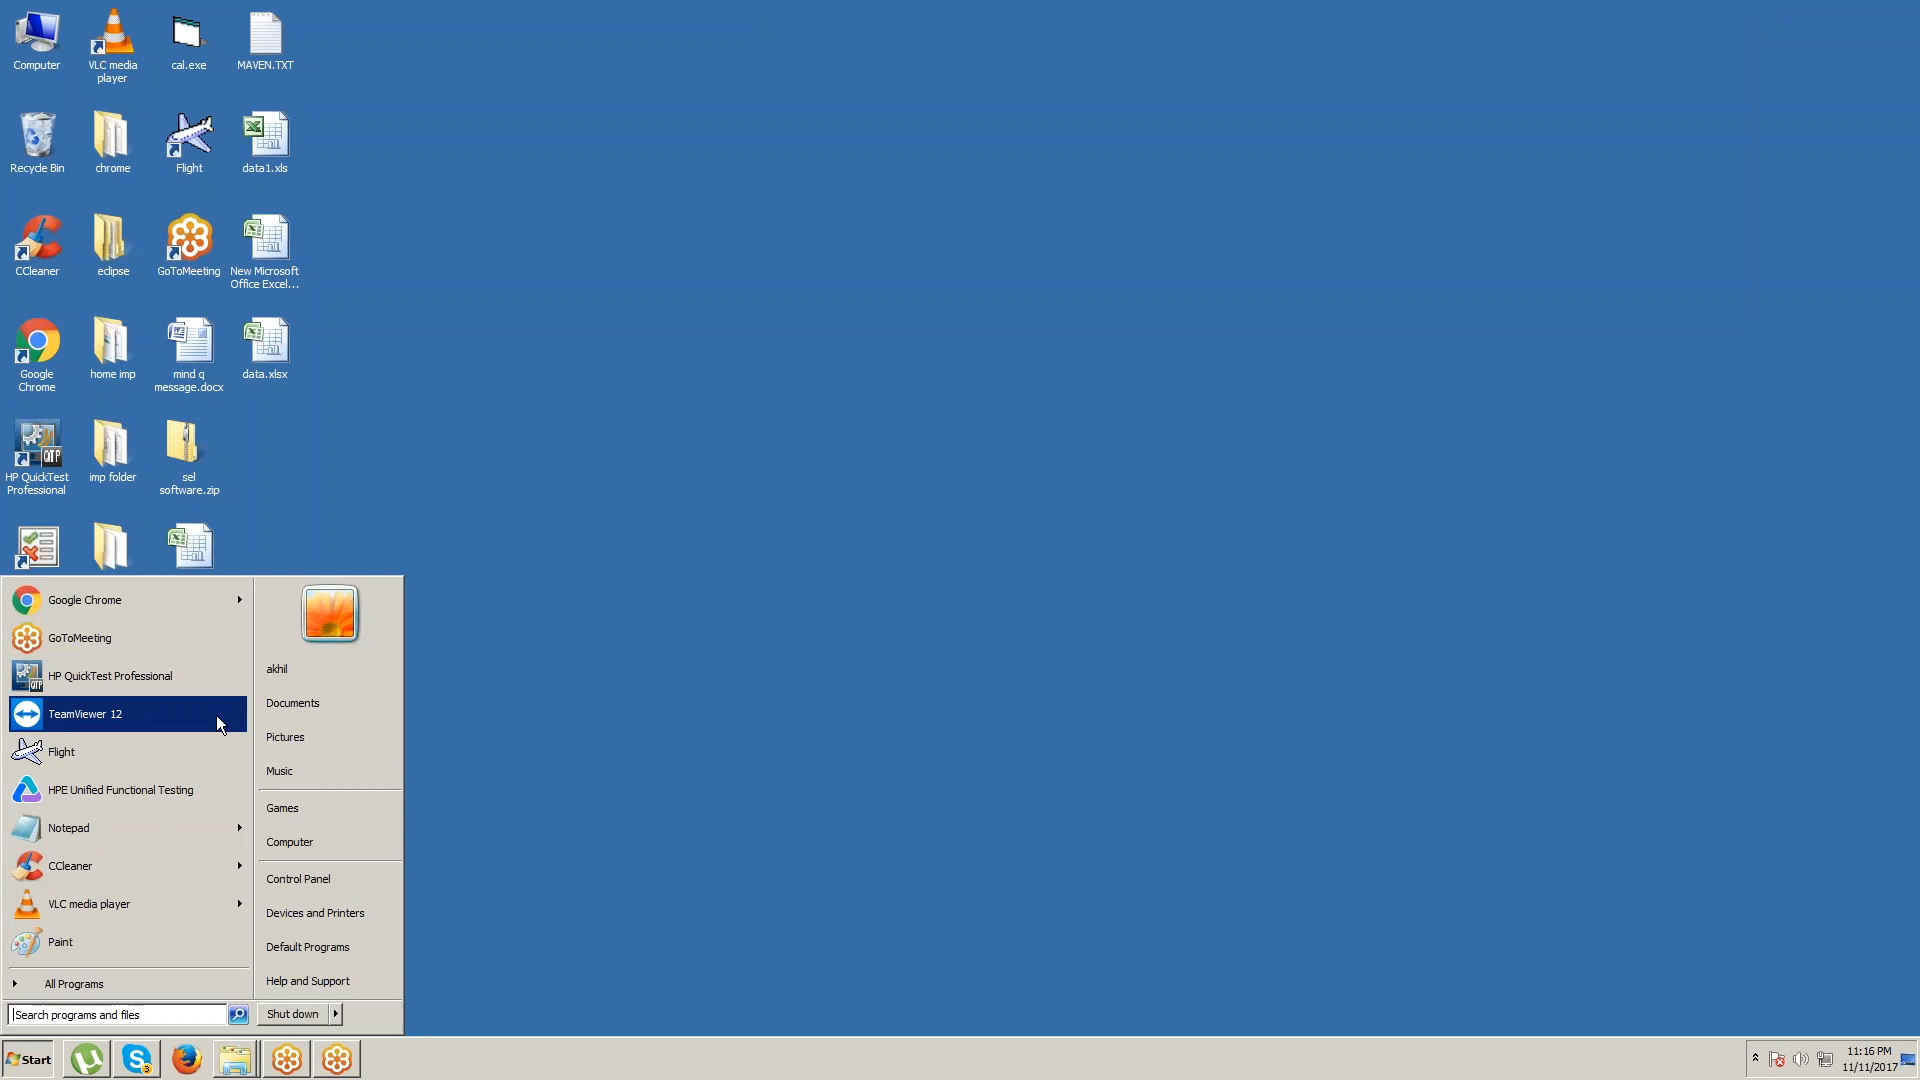 Computer
VLC media
player
cal.exe
MAVEN.TXT
Recycle Bin
chrome
Flight
data1.xls
CCleaner
eclipse
GoToMeeting
New Microsoft
Office Excel...
Google
Chrome
home imp
mind q
message.docx
data.xlsx
QTP
HP QuickTest
Professional
imp folder
sel
software.zip
Google Chrome
GoToMeeting
QTP
HP QuickTest Professional
TeamViewer 12
Flight
HPE Unified Functional Testing
Notepad
CCleaner
VLC media player
Paint
All Programs
Search programs and files
akhil
Documents
Pictures
Music
Games
Computer
Control Panel
Devices and Printers
Default Programs
Help and Support
Shut down
Start
3
11:16 PM
11/11/2017